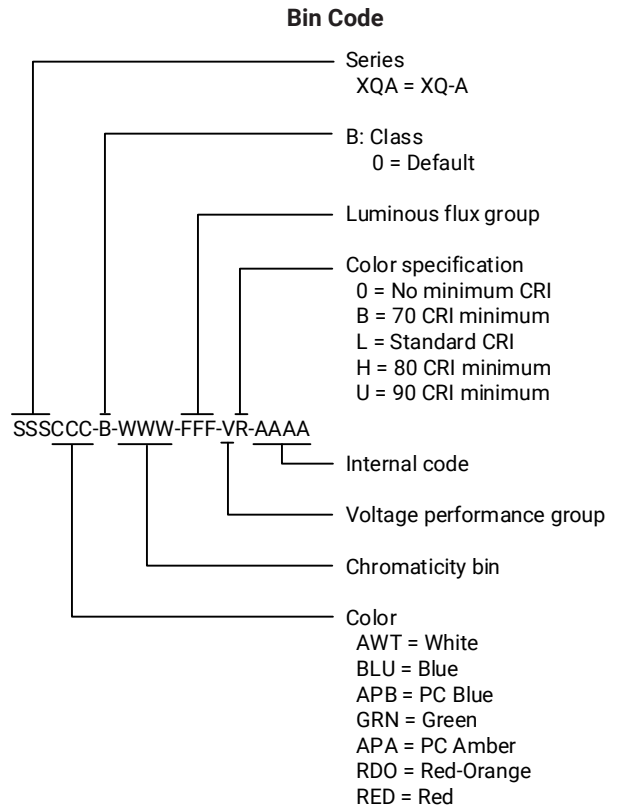 Bin Code
Series
XQA = XQ-A
B: Class
0 = Default
Luminous flux group
Color specification
0 = No minimum CRI
B = 70 CRI minimum
L = Standard CRI
H = 80 CRI minimum
U = 90 CRI minimum
SSSCCC-B-WWW-FFF-VR-AAAA
Internal code
Voltage performance group
Chromaticity bin
Color
AWT = White
BLU = Blue
APB = PC Blue
GRN = Green
APA = PC Amber
RDO = Red-Orange
RED = Red